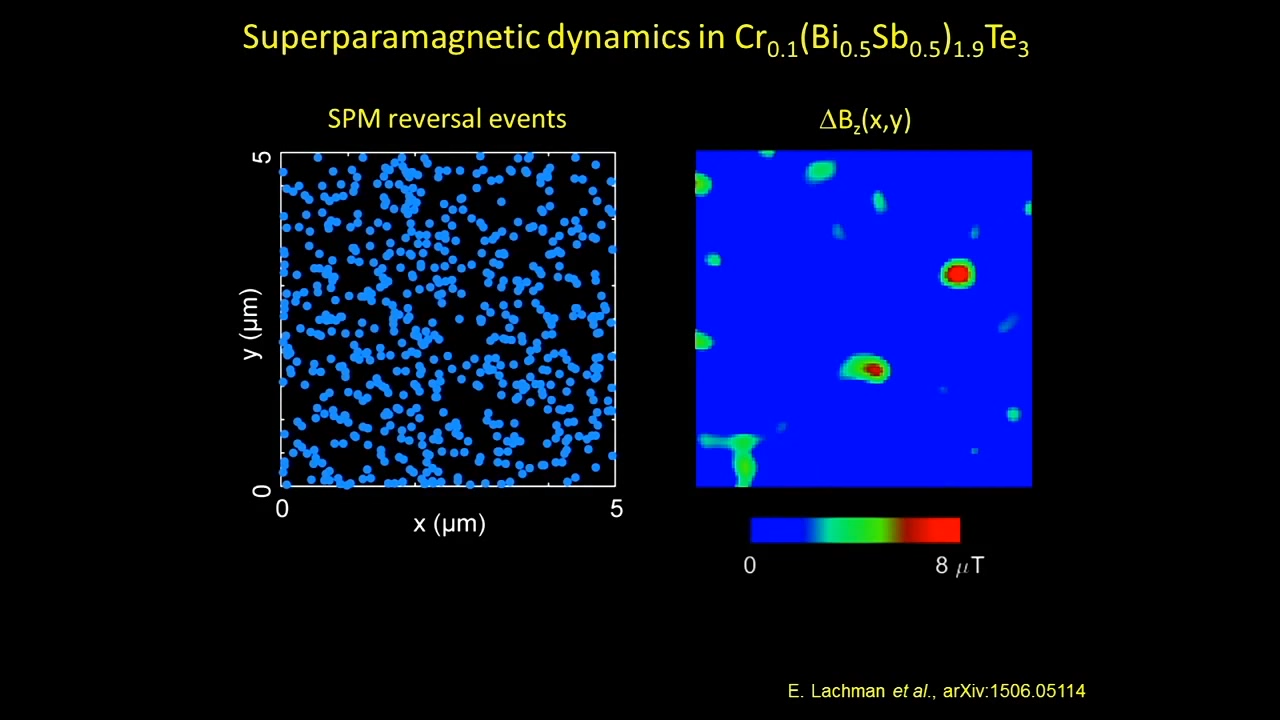 Superparamagnetic dynamics in Cr0.1(Bi0.5Sb0.5)1.9Te3
SPM reversal events
ΔBz(x,y)
5
y (μm)
0
0
5
x (μm)
0
8 μT
E. Lachman et al., arXiv:1506.05114